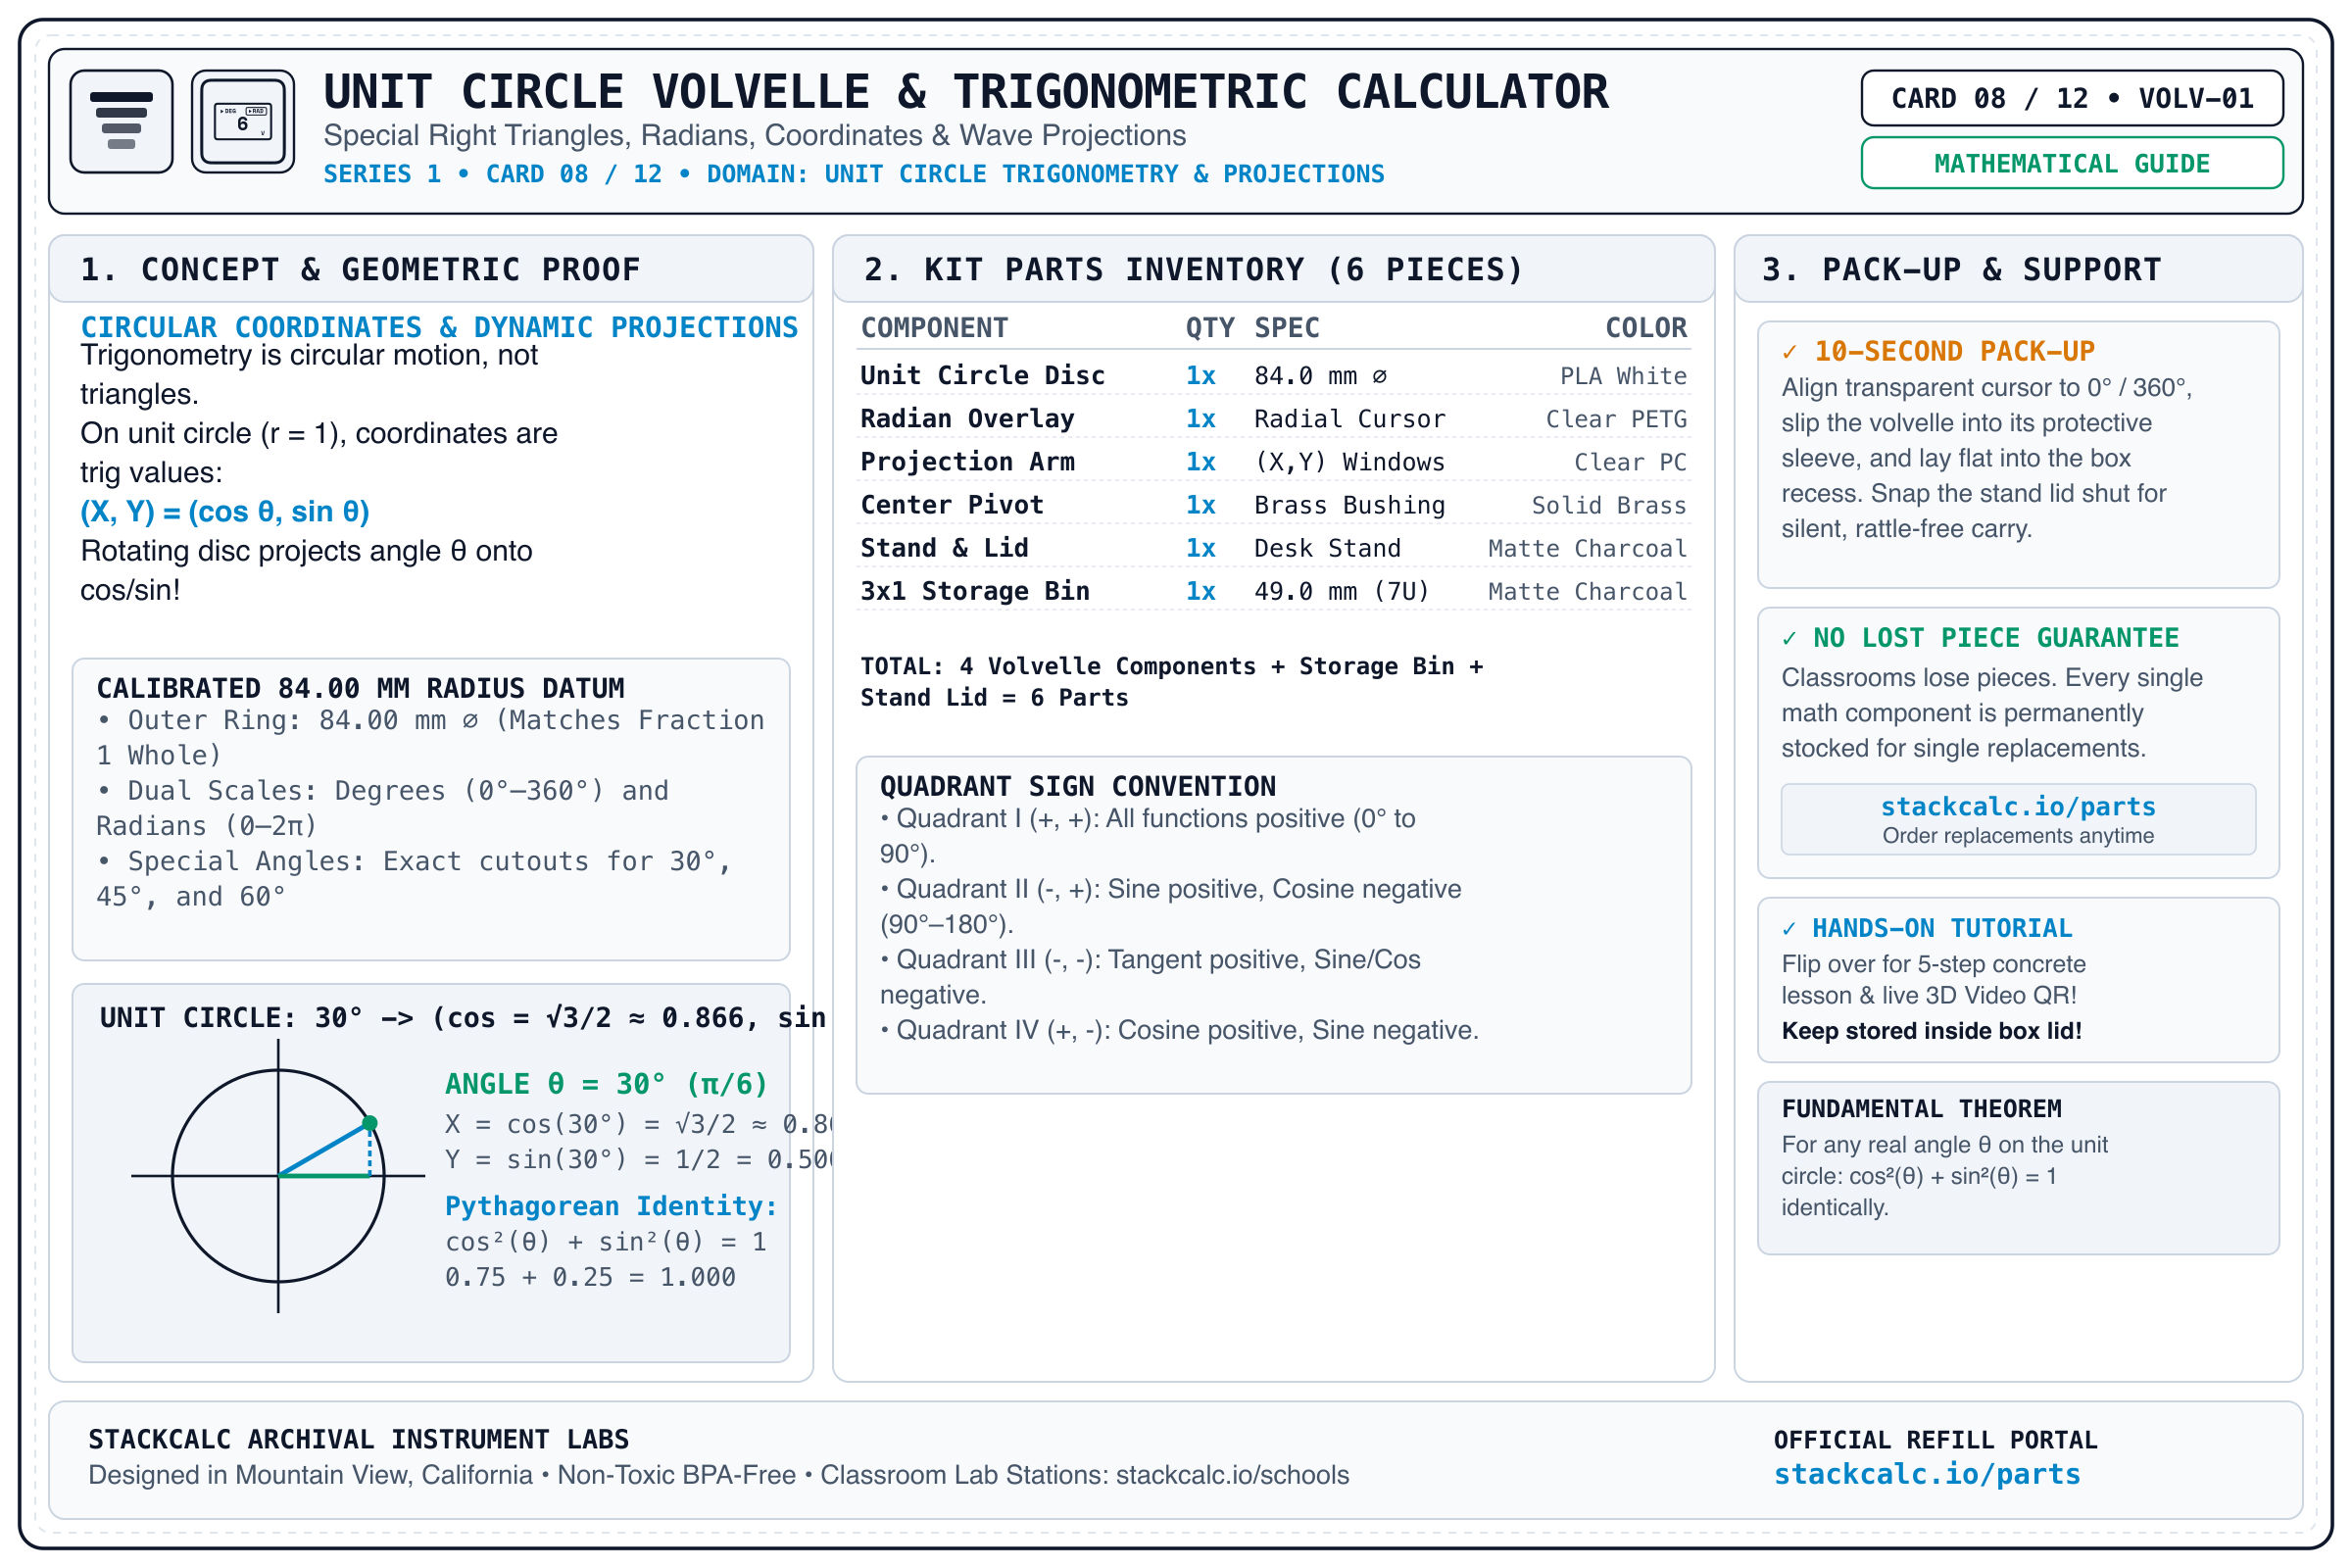 ▸DEG ▸RAD
6
V
UNIT CIRCLE VOLVELLE & TRIGONOMETRIC CALCULATOR
Special Right Triangles, Radians, Coordinates & Wave Projections
SERIES 1 • CARD 08 / 12 • DOMAIN: UNIT CIRCLE TRIGONOMETRY & PROJECTIONS
CARD 08 / 12 • VOLV–01
MATHEMATICAL GUIDE
1. CONCEPT & GEOMETRIC PROOF
CIRCULAR COORDINATES & DYNAMIC PROJECTIONS
Trigonometry is circular motion, not
triangles.
On unit circle (r = 1), coordinates are
trig values:
(X, Y) = (cos θ, sin θ)
Rotating disc projects angle θ onto
cos/sin!
CALIBRATED 84.00 MM RADIUS DATUM
• Outer Ring: 84.00 mm ⌀ (Matches Fraction
1 Whole)
• Dual Scales: Degrees (0°–360°) and
Radians (0–2π)
• Special Angles: Exact cutouts for 30°,
45°, and 60°
UNIT CIRCLE: 30° –> (cos = √3/2 ≈ 0.866, sin
ANGLE θ = 30° (π/6)
X = cos(30°) = √3/2 ≈ 0.86
Y = sin(30°) = 1/2 = 0.500
Pythagorean Identity:
cos²(θ) + sin²(θ) = 1
0.75 + 0.25 = 1.000
2. KIT PARTS INVENTORY (6 PIECES)
COMPONENT QTY SPEC COLOR
Unit Circle Disc 1x 84.0 mm ⌀ PLA White
Radian Overlay 1x Radial Cursor Clear PETG
Projection Arm 1x (X,Y) Windows Clear PC
Center Pivot 1x Brass Bushing Solid Brass
Stand & Lid 1x Desk Stand Matte Charcoal
3x1 Storage Bin 1x 49.0 mm (7U) Matte Charcoal
TOTAL: 4 Volvelle Components + Storage Bin +
Stand Lid = 6 Parts
QUADRANT SIGN CONVENTION
• Quadrant I (+, +): All functions positive (0° to
90°).
• Quadrant II (-, +): Sine positive, Cosine negative
(90°–180°).
• Quadrant III (-, -): Tangent positive, Sine/Cos
negative.
• Quadrant IV (+, -): Cosine positive, Sine negative.
3. PACK–UP & SUPPORT
✓ 10–SECOND PACK–UP
Align transparent cursor to 0° / 360°,
slip the volvelle into its protective
sleeve, and lay flat into the box
recess. Snap the stand lid shut for
silent, rattle-free carry.
✓ NO LOST PIECE GUARANTEE
Classrooms lose pieces. Every single
math component is permanently
stocked for single replacements.
stackcalc.io/parts
Order replacements anytime
✓ HANDS–ON TUTORIAL
Flip over for 5-step concrete
lesson & live 3D Video QR!
Keep stored inside box lid!
FUNDAMENTAL THEOREM
For any real angle θ on the unit
circle: cos²(θ) + sin²(θ) = 1
identically.
STACKCALC ARCHIVAL INSTRUMENT LABS
Designed in Mountain View, California • Non-Toxic BPA-Free • Classroom Lab Stations: stackcalc.io/schools
OFFICIAL REFILL PORTAL
stackcalc.io/parts